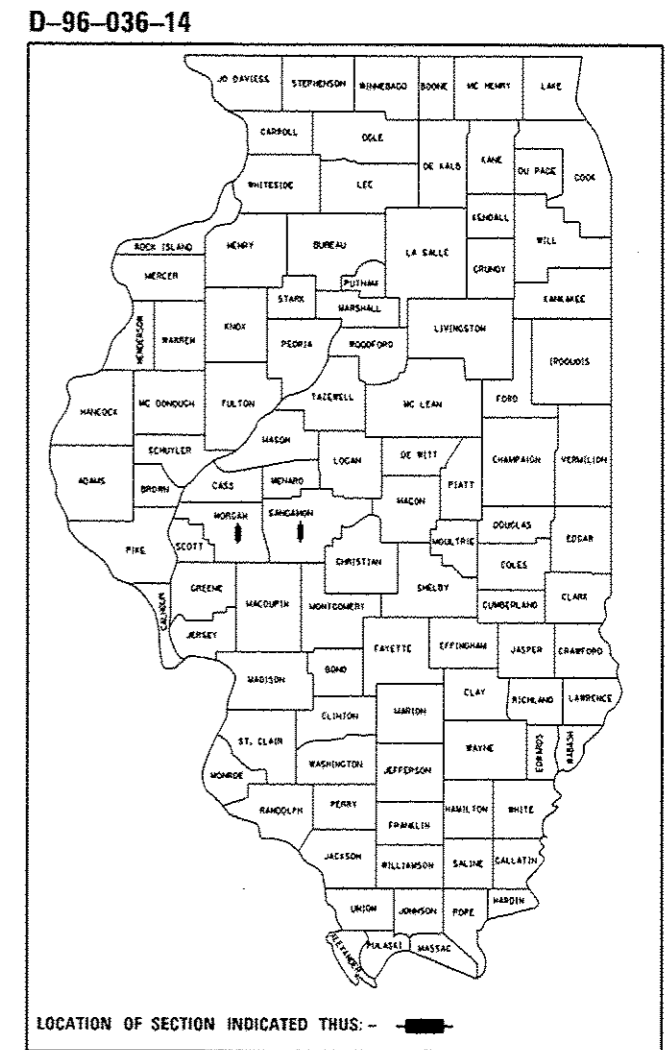 D-96-036-14
JO DAVIESS STEPHENSON WINNEBAGO BOONE MC HENRY LAKE
CARROLL OGLE
DE KALB KANE DU PAGE COOK
WHITESIDE LEE
KENDALL WILL
ROCK ISLAND HENRY BUREAU LA SALLE GRUNDY
MERCER PUTNAM
STARK MARSHALL KANKAKEE
HENDERSON WARREN KNOX PEORIA WOODFORD LIVINGSTON
IROQUOIS
HANCOCK MC DONOUGH FULTON TAZEWELL MC LEAN FORD
MASON
SCHUYLER LOGAN DE WITT CHAMPAIGN VERMILION
ADAMS BROWN CASS MENARD PIATT
MACON
MORGAN SANGAMON DOUGLAS
PIKE SCOTT CHRISTIAN MOULTRIE EDGAR
COLES
GREENE MACOUPIN MONTGOMERY SHELBY CLARK
CALHOUN CUMBERLAND
JERSEY FAYETTE EFFINGHAM JASPER CRAWFORD
BOND
MADISON CLAY RICHLAND LAWRENCE
CLINTON MARION
ST. CLAIR WAYNE EDWARDS WABASH
WASHINGTON JEFFERSON
MONROE
RANDOLPH PERRY HAMILTON WHITE
FRANKLIN
JACKSON WILLIAMSON SALINE GALLATIN
UNION JOHNSON POPE HARDIN
ALEXANDER PULASKI MASSAC
LOCATION OF SECTION INDICATED THUS: -